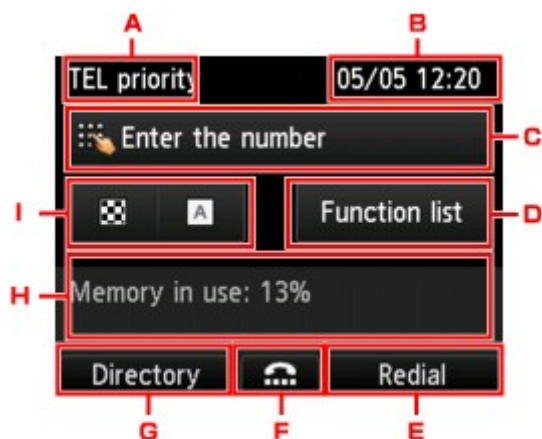 A B
TEL priority 05/05 12:20
Enter the number C
I A Function list D
H Memory in use: 13%
Directory Redial
G F E